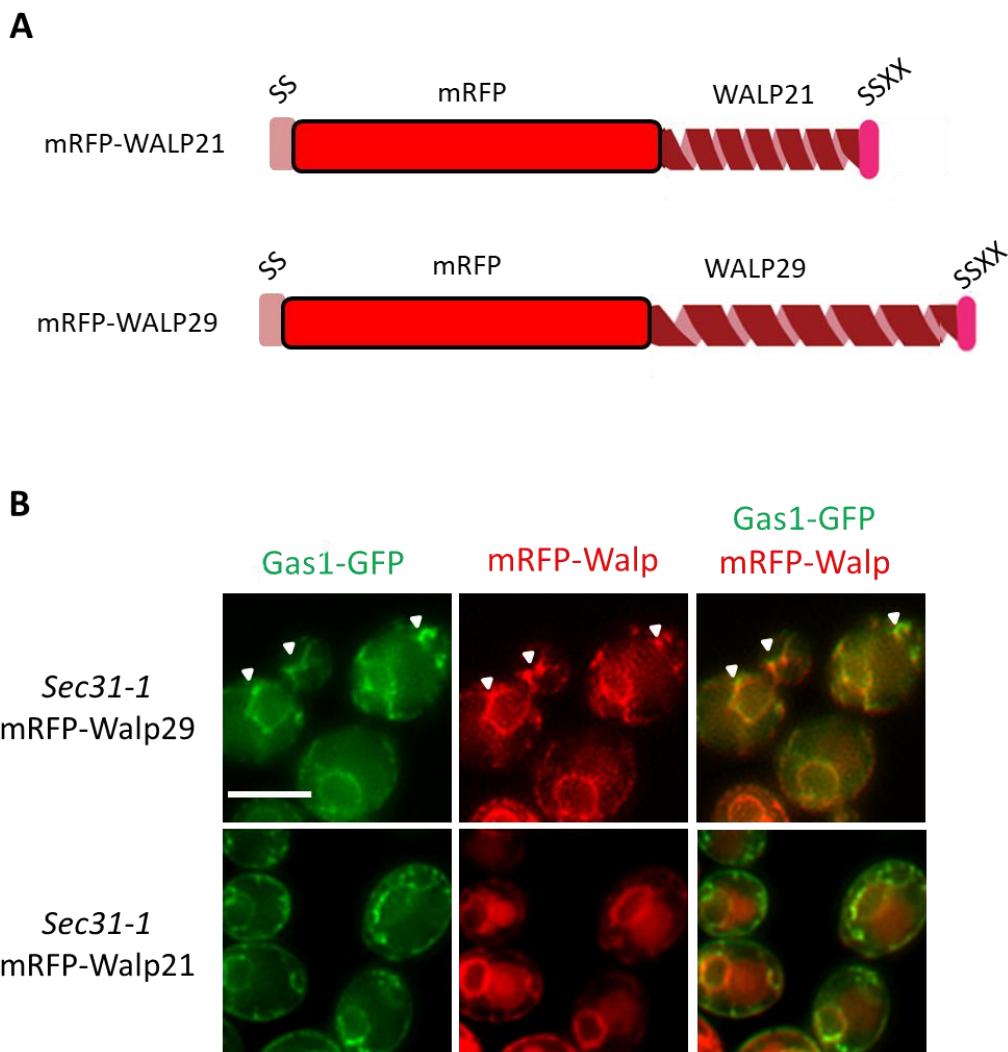 A
SS
mRFP
WALP21
SSXX
mRFP-WALP21
SS
mRFP
WALP29
SSXX
mRFP-WALP29
B
Gas1-GFP
mRFP-Walp
Gas1-GFP
mRFP-Walp
Sec31-1
mRFP-Walp29
Sec31-1
mRFP-Walp21